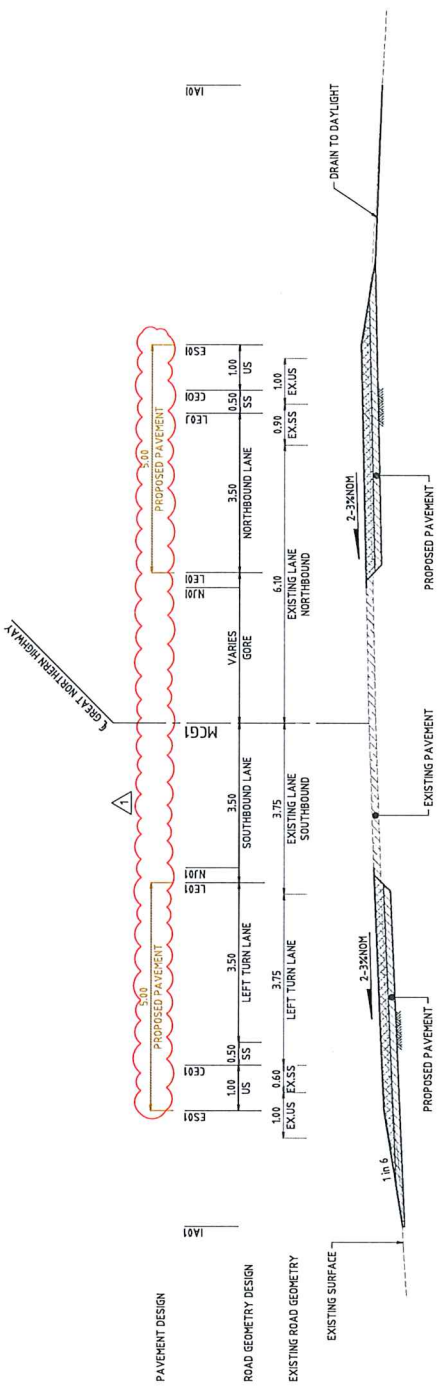 ℄ GREAT NORTHERN HIGHWAY
1
PAVEMENT DESIGN
5.00
PROPOSED PAVEMENT
5.00
PROPOSED PAVEMENT
IA01
ES01
CE01
LE01
NJ01
MCG1
NJ01
LE01
LE01
CE01
ES01
IA01
ROAD GEOMETRY DESIGN
1.00
US
0.50
SS
3.50
LEFT TURN LANE
3.50
SOUTHBOUND LANE
VARIES
GORE
3.50
NORTHBOUND LANE
0.50
SS
1.00
US
EXISTING ROAD GEOMETRY
1.00
EX.US
0.60
EX.SS
3.75
LEFT TURN LANE
3.75
EXISTING LANE
SOUTHBOUND
6.10
EXISTING LANE
NORTHBOUND
0.90
EX.SS
1.00
EX.US
EXISTING SURFACE
1 in 6
2-3%NOM
2-3%NOM
DRAIN TO DAYLIGHT
PROPOSED PAVEMENT
EXISTING PAVEMENT
PROPOSED PAVEMENT